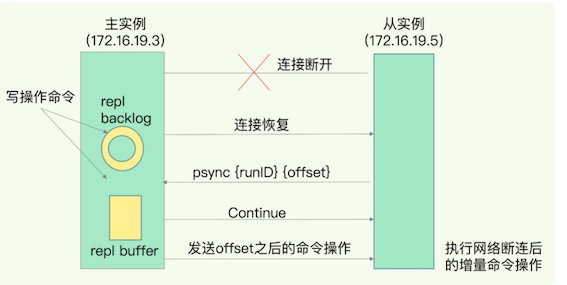 主实例
(172.16.19.3)
从实例
(172.16.19.5)
连接断开
写操作命令
repl
backlog
连接恢复
psync {runID} {offset}
Continue
repl buffer
发送offset之后的命令操作
执行网络断连后
的增量命令操作